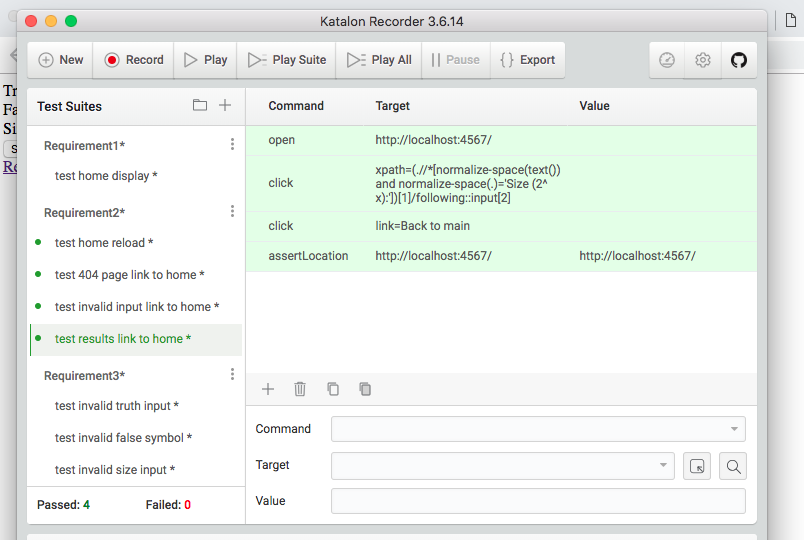 Katalon Recorder 3.6.14
New Record Play Play Suite Play All Pause Export
Tr
Fa
Si
S
Re
Test Suites
Requirement1*
test home display *
Requirement2*
test home reload *
test 404 page link to home *
test invalid input link to home *
test results link to home *
Requirement3*
test invalid truth input *
test invalid false symbol *
test invalid size input *
Passed: 4 Failed: 0
Command Target Value
open http://localhost:4567/
click xpath=(.//*[normalize-space(text())
and normalize-space(.)='Size (2^
x):'])[1]/following::input[2]
click link=Back to main
assertLocation http://localhost:4567/ http://localhost:4567/
Command
Target
Value